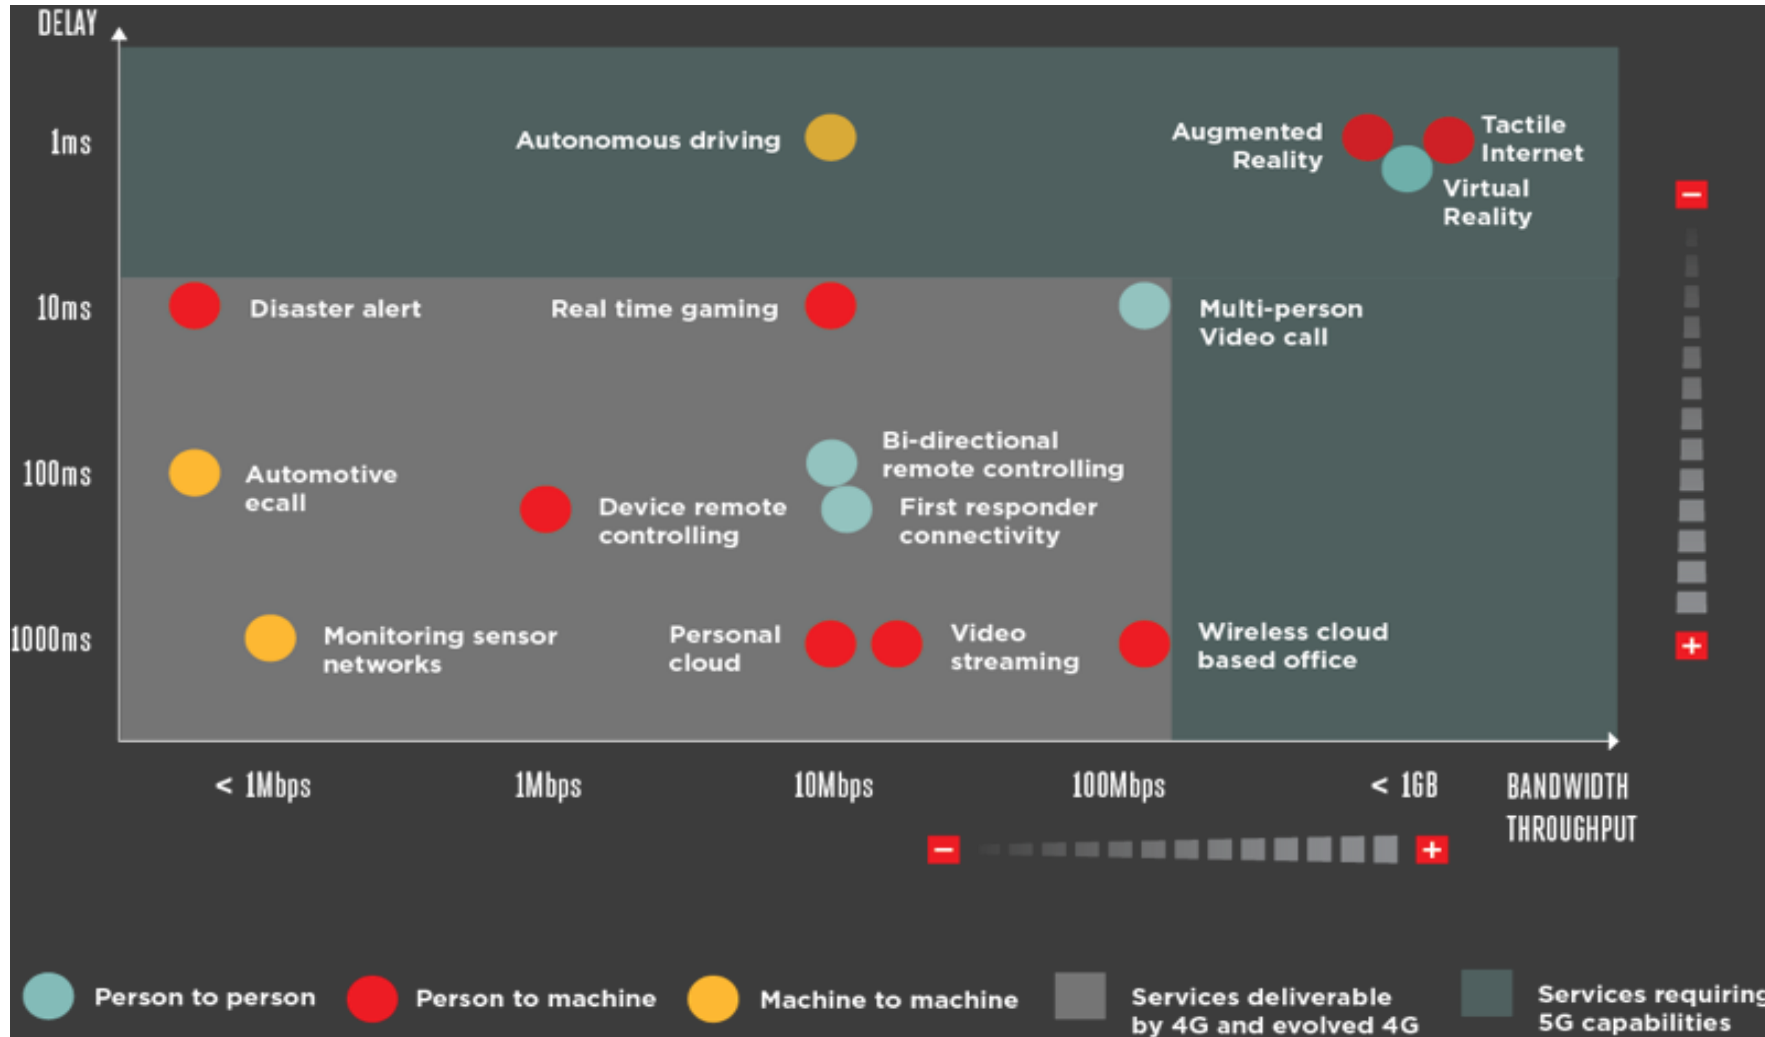 DELAY
1ms
Autonomous driving
Augmented
Reality
Tactile
Internet
Virtual
Reality
10ms
Disaster alert
Real time gaming
Multi-person
Video call
100ms
Automotive
ecall
Device remote
controlling
Bi-directional
remote controlling
First responder
connectivity
1000ms
Monitoring sensor
networks
Personal
cloud
Video
streaming
Wireless cloud
based office
< 1Mbps
1Mbps
10Mbps
100Mbps
< 1GB
BANDWIDTH
THROUGHPUT
Person to person
Person to machine
Machine to machine
Services deliverable
by 4G and evolved 4G
Services requiring
5G capabilities